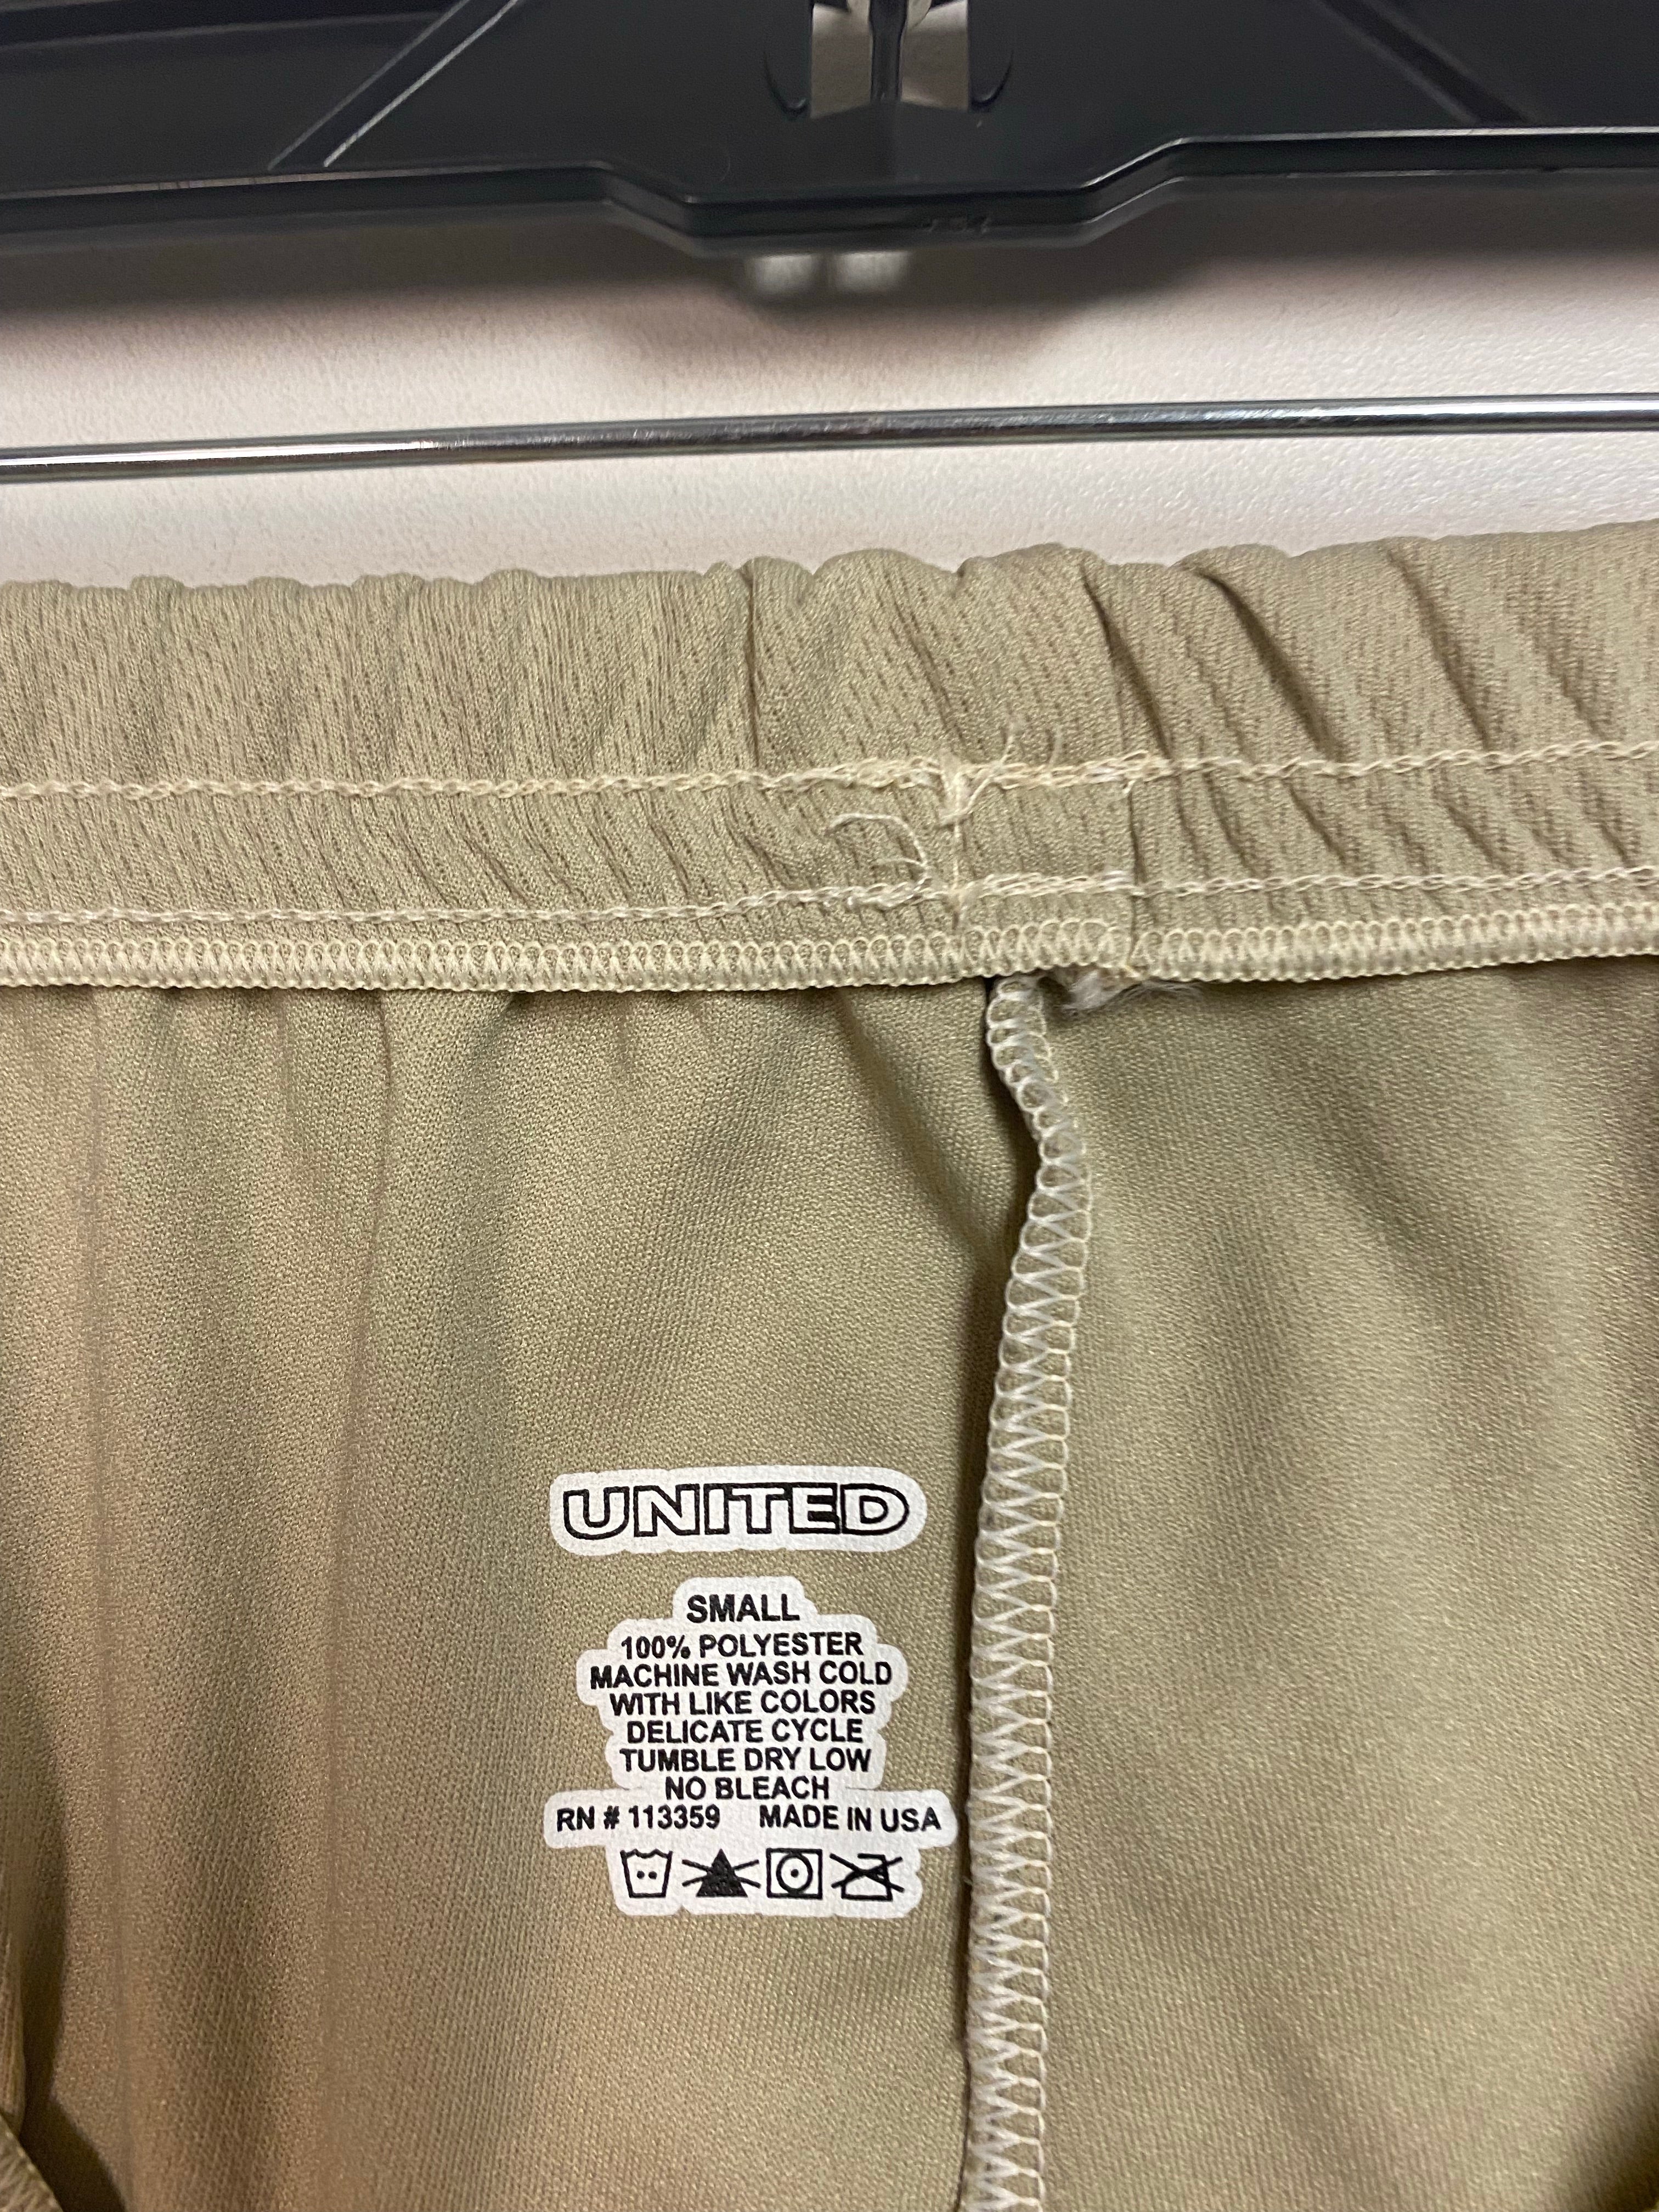 UNITED
SMALL
100% POLYESTER
MACHINE WASH COLD
WITH LIKE COLORS
DELICATE CYCLE
TUMBLE DRY LOW
NO BLEACH
RN # 113359 MADE IN USA